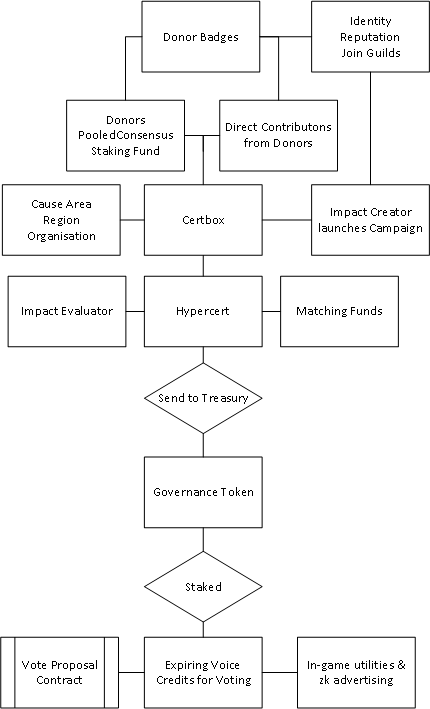 Donor Badges
Identity
Reputation
Join Guilds
Donors
PooledConsensus
Staking Fund
Direct Contributons
from Donors
Cause Area
Region
Organisation
Certbox
Impact Creator
launches Campaign
Impact Evaluator
Hypercert
Matching Funds
Send to Treasury
Governance Token
Staked
Vote Proposal
Contract
Expiring Voice
Credits for Voting
In-game utilities &
zk advertising